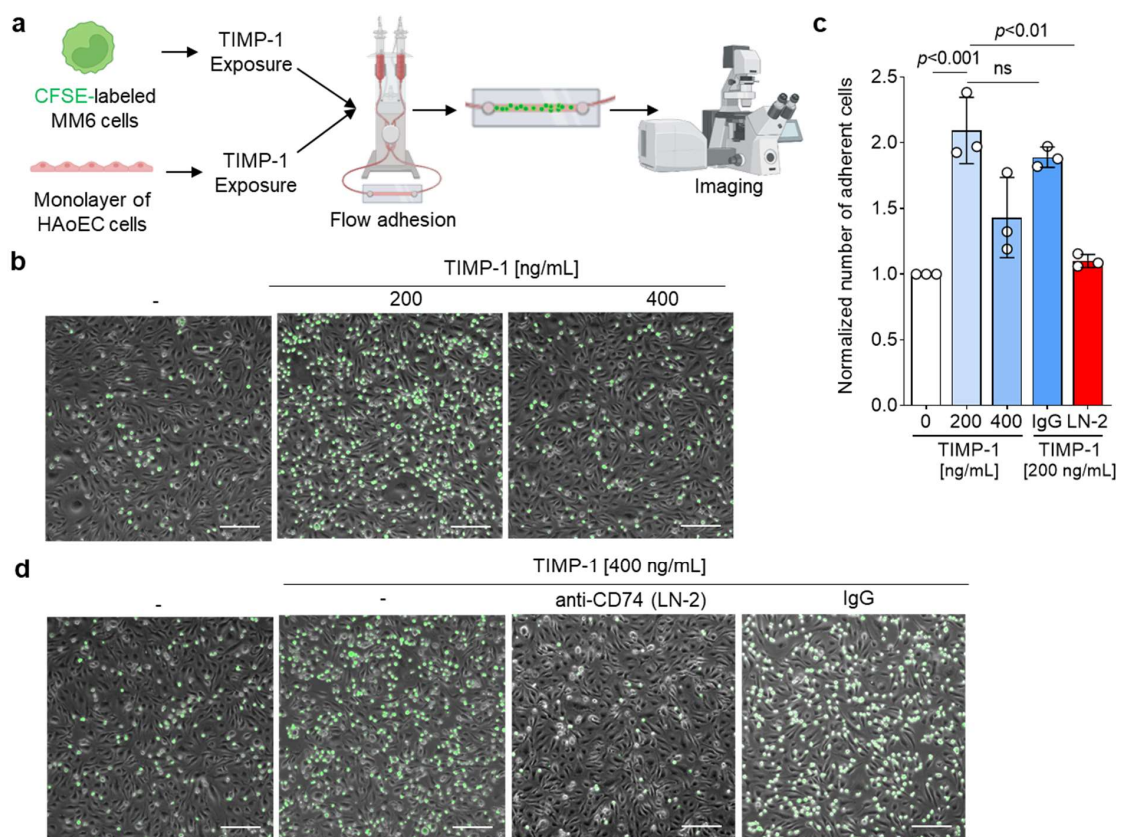 a
TIMP-1
Exposure
CFSE-labeled
MM6 cells
TIMP-1
Exposure
Monolayer of
HAoEC cells
Flow adhesion
Imaging
b
TIMP-1 [ng/mL]
-
200
400
c
p<0.01
p<0.001
ns
Normalized number of adherent cells
2.5
2.0
1.5
1.0
0.5
0.0
0 200 400 IgG LN-2
TIMP-1
[ng/mL]
TIMP-1
[200 ng/mL]
d
TIMP-1 [400 ng/mL]
-
-
anti-CD74 (LN-2)
IgG